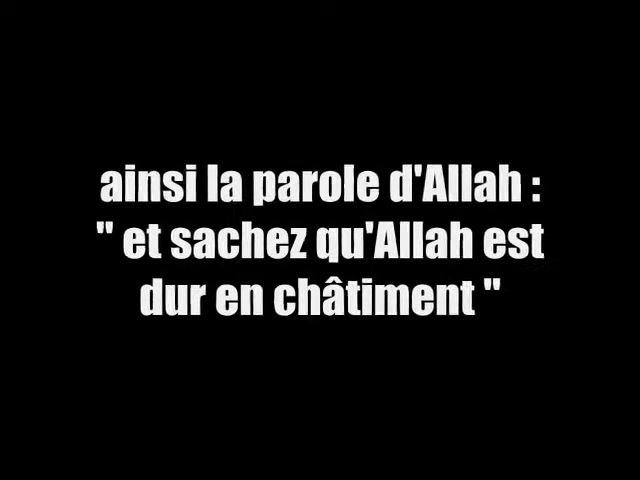 ainsi la parole d'Allah :
" et sachez qu'Allah est
dur en châtiment "